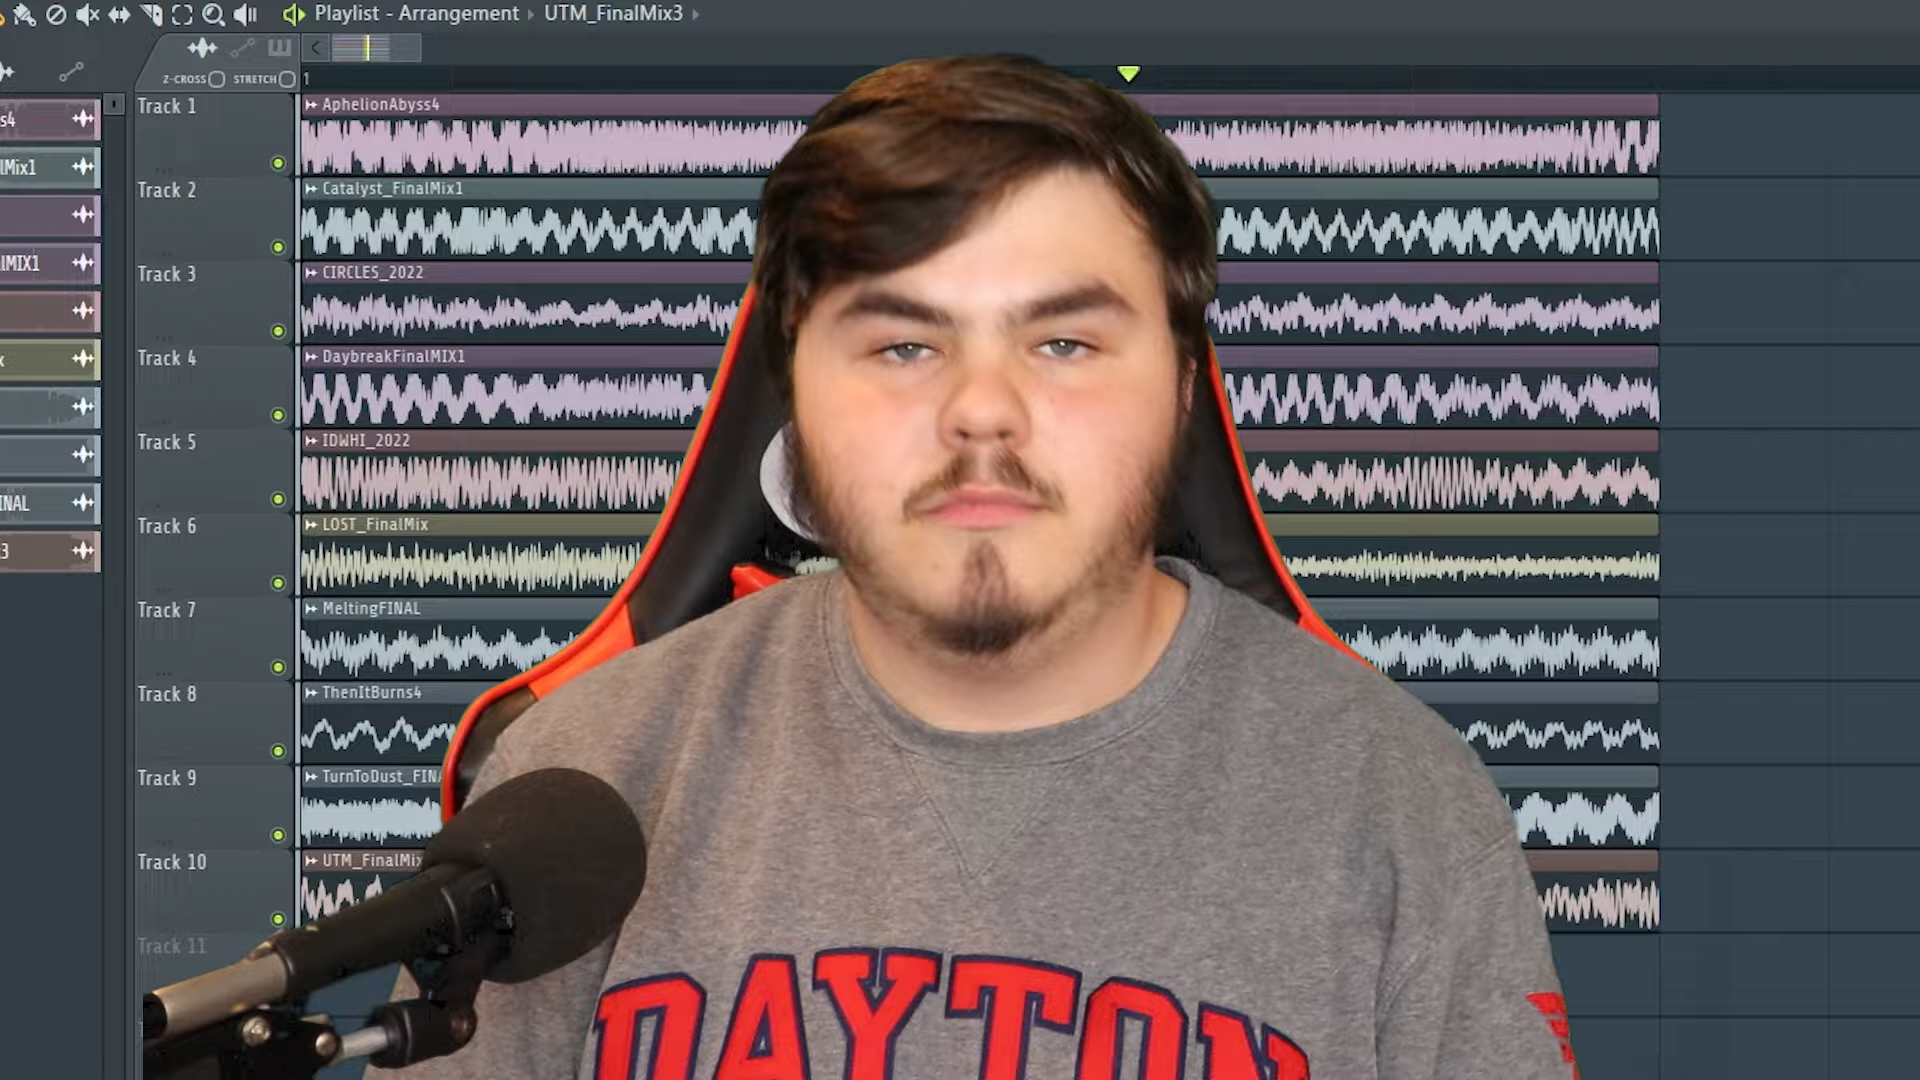 Playlist - Arrangement › UTM_FinalMix3 ›
Z-CROSS STRETCH 1
Track 1 AphelionAbyss4
s4
Track 2 Catalyst_FinalMix1
lMix1
Track 3 CIRCLES_2022
lMIX1
Track 4 DaybreakFinalMIX1
x
Track 5 IDWHI_2022
INAL
Track 6 LOST_FinalMix
3
Track 7 MeltingFINAL
Track 8 ThenItBurns4
Track 9 TurnToDust_FIN
Track 10 UTM_FinalMix
Track 11
DAYTON